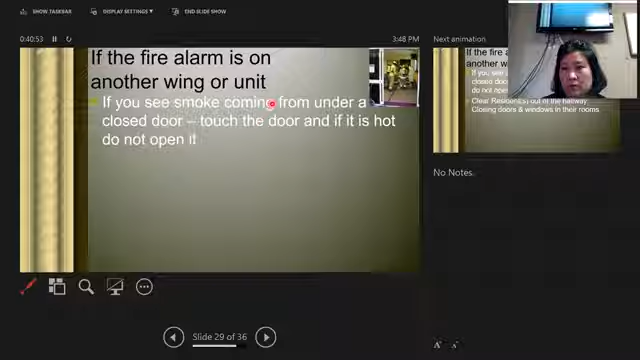 SHOW TASKBAR
DISPLAY SETTINGS
END SLIDE SHOW
0:40:53
3:48 PM
If the fire alarm is on
another wing or unit
If you see smoke coming from under a
closed door – touch the door and if it is hot
do not open it
Slide 29 of 36
Next animation
If the fire a
another w
If you see
closed doo
do not ope
Clear Resident(s) out of the hallway
Closing doors & windows in their rooms
No Notes.
A A